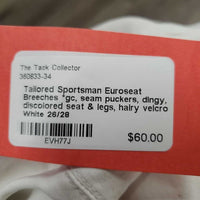 The Tack Collector
360833-34
Tailored Sportsman Euroseat
Breeches *gc, seam puckers, dingy,
discolored seat & legs, hairy velcro
White 26/28
EVH77J
$60.00